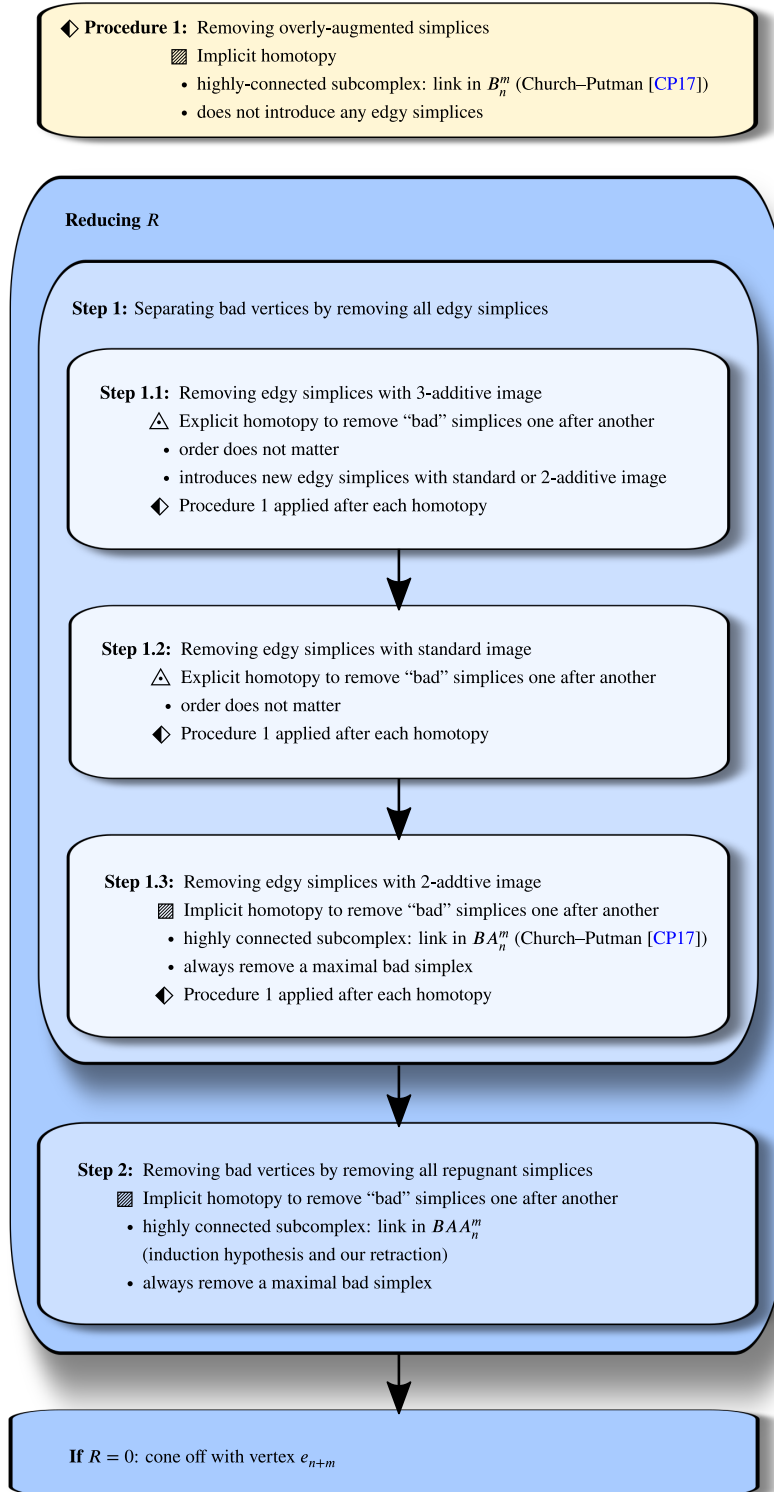 Procedure 1: Removing overly-augmented simplices
Implicit homotopy
• highly-connected subcomplex: link in $B_n^m$ (Church–Putman [CP17])
• does not introduce any edgy simplices
Reducing $R$
Step 1: Separating bad vertices by removing all edgy simplices
Step 1.1: Removing edgy simplices with 3-additive image
Explicit homotopy to remove “bad” simplices one after another
• order does not matter
• introduces new edgy simplices with standard or 2-additive image
Procedure 1 applied after each homotopy
Step 1.2: Removing edgy simplices with standard image
Explicit homotopy to remove “bad” simplices one after another
• order does not matter
Procedure 1 applied after each homotopy
Step 1.3: Removing edgy simplices with 2-addtive image
Implicit homotopy to remove “bad” simplices one after another
• highly connected subcomplex: link in $BA_n^m$ (Church–Putman [CP17])
• always remove a maximal bad simplex
Procedure 1 applied after each homotopy
Step 2: Removing bad vertices by removing all repugnant simplices
Implicit homotopy to remove “bad” simplices one after another
• highly connected subcomplex: link in $BAA_n^m$
(induction hypothesis and our retraction)
• always remove a maximal bad simplex
If $R = 0$: cone off with vertex $e_{n+m}$